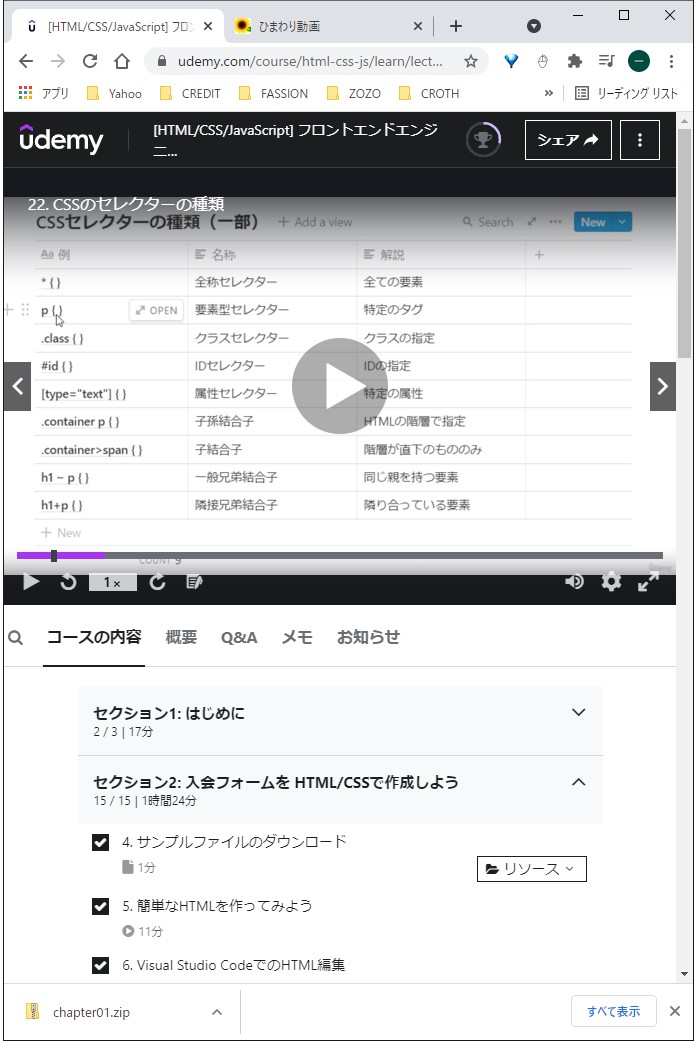 [HTML/CSS/JavaScript] フロン
ひまわり動画
udemy.com/course/html-css-js/learn/lect...
アプリ Yahoo CREDIT FASSION ZOZO CROTH » リーディング リスト
ûdemy
[HTML/CSS/JavaScript] フロントエンドエンジ
ニ...
シェア
22. CSSのセレクターの種類
CSSセレクターの種類（一部） + Add a view Search New
Aa 例 名称 解説 +
* { } 全称セレクター 全ての要素
p { } OPEN 要素型セレクター 特定のタグ
.class { } クラスセレクター クラスの指定
#id { } IDセレクター IDの指定
[type="text"] { } 属性セレクター 特定の属性
.container p { } 子孫結合子 HTMLの階層で指定
.container>span { } 子結合子 階層が直下のもののみ
h1 ~ p { } 一般兄弟結合子 同じ親を持つ要素
h1+p { } 隣接兄弟結合子 隣り合っている要素
+ New
COUNT 9
Udemy
1×
コースの内容 概要 Q&A メモ お知らせ
セクション1: はじめに
2 / 3 | 17分
セクション2: 入会フォームを HTML/CSSで作成しよう
15 / 15 | 1時間24分
4. サンプルファイルのダウンロード
1分
リソース
5. 簡単なHTMLを作ってみよう
11分
6. Visual Studio CodeでのHTML編集
chapter01.zip
すべて表示